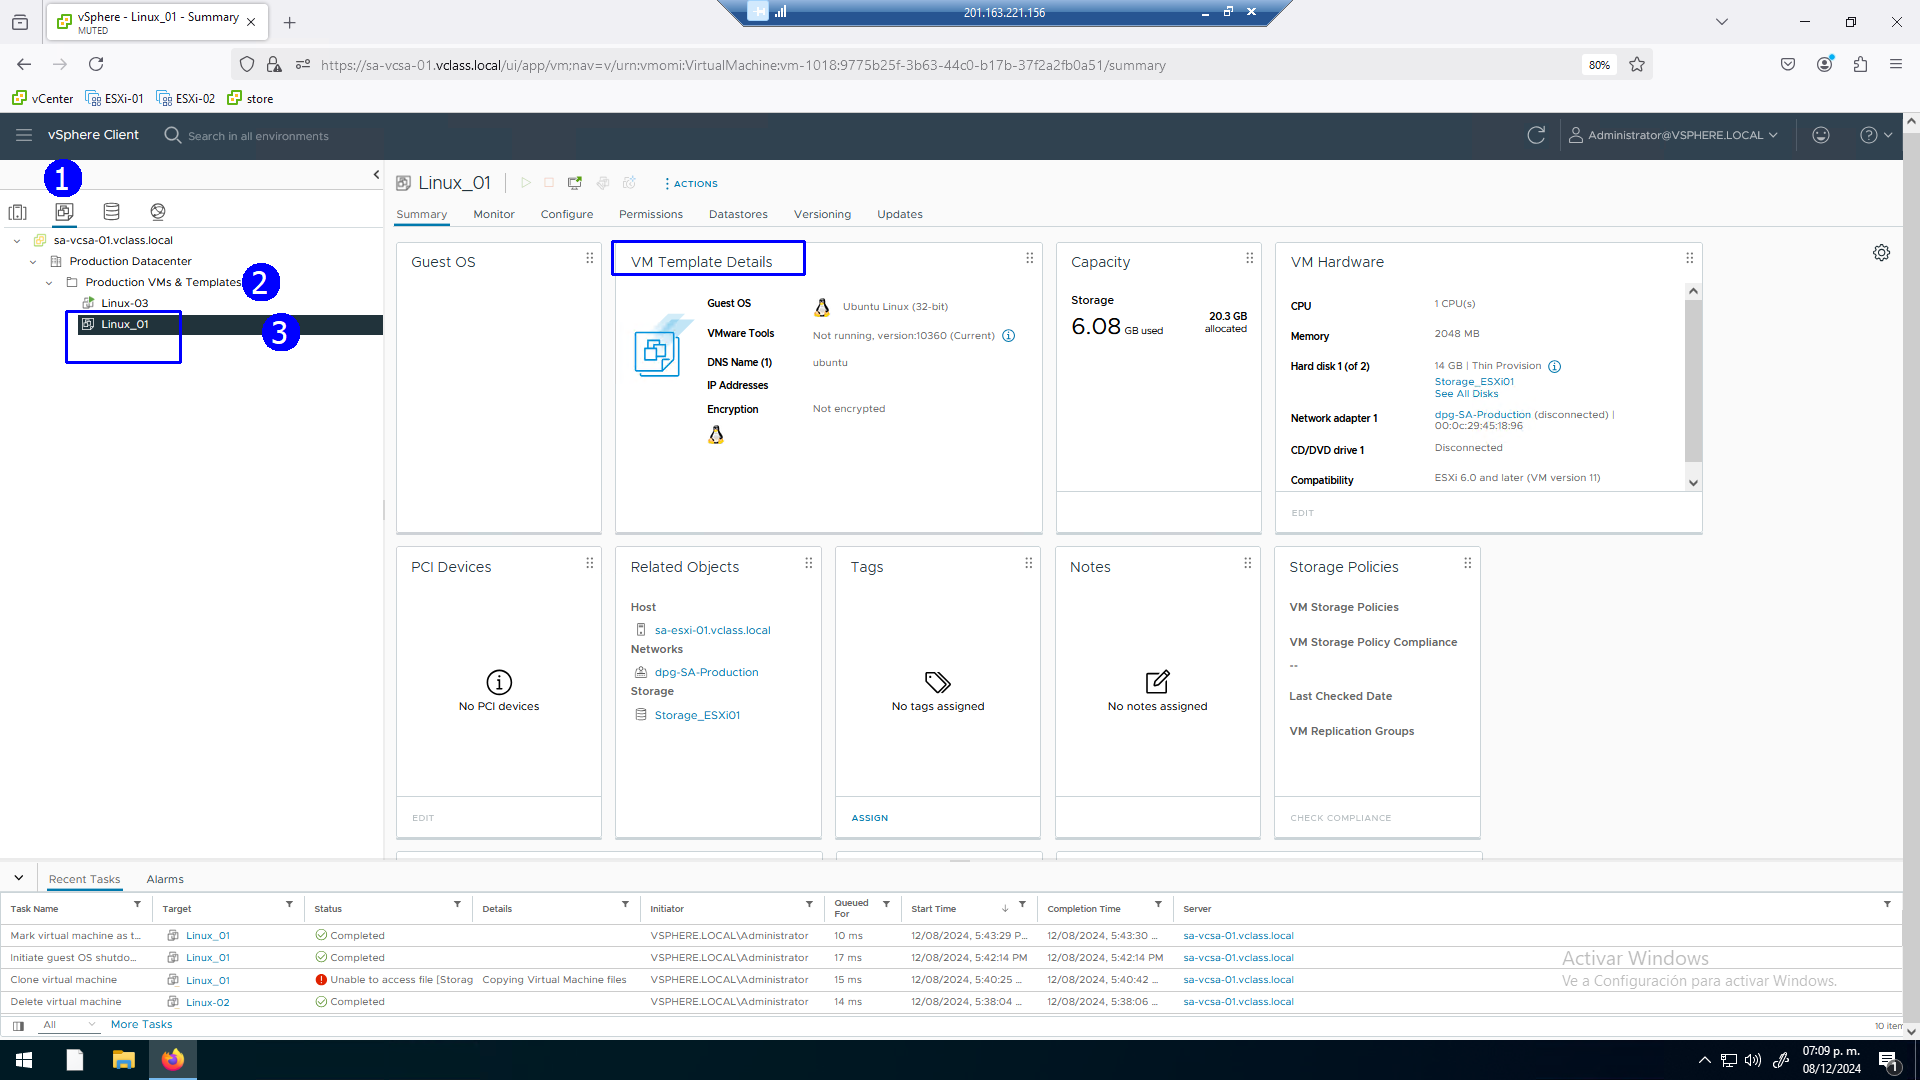 vSphere - Linux_01 - Summary
MUTED
201.163.221.156
https://sa-vcsa-01.vclass.local/ui/app/vm;nav=v/urn:vmomi:VirtualMachine:vm-1018:9775b25f-3b63-44c0-b17b-37f2a2fb0a51/summary
80%
vCenter ESXi-01 ESXi-02 store
vSphere Client
Search in all environments
Administrator@VSPHERE.LOCAL
1
sa-vcsa-01.vclass.local
Production Datacenter
Production VMs & Templates
2
Linux-03
Linux_01
3
Linux_01
ACTIONS
Summary Monitor Configure Permissions Datastores Versioning Updates
Guest OS
VM Template Details
Guest OS Ubuntu Linux (32-bit)
VMware Tools Not running, version:10360 (Current)
DNS Name (1) ubuntu
IP Addresses
Encryption Not encrypted
Capacity
Storage
6.08 GB used
20.3 GB
allocated
VM Hardware
CPU 1 CPU(s)
Memory 2048 MB
Hard disk 1 (of 2) 14 GB | Thin Provision
Storage_ESXi01
See All Disks
Network adapter 1 dpg-SA-Production (disconnected) |
00:0c:29:45:18:96
CD/DVD drive 1 Disconnected
Compatibility ESXi 6.0 and later (VM version 11)
EDIT
PCI Devices
No PCI devices
EDIT
Related Objects
Host
sa-esxi-01.vclass.local
Networks
dpg-SA-Production
Storage
Storage_ESXi01
Tags
No tags assigned
ASSIGN
Notes
No notes assigned
Storage Policies
VM Storage Policies
VM Storage Policy Compliance
--
Last Checked Date
VM Replication Groups
CHECK COMPLIANCE
Recent Tasks Alarms
Task Name Target Status Details Initiator Queued For Start Time Completion Time Server
Mark virtual machine as t... Linux_01 Completed VSPHERE.LOCAL\Administrator 10 ms 12/08/2024, 5:43:29 P... 12/08/2024, 5:43:30 ... sa-vcsa-01.vclass.local
Initiate guest OS shutdo... Linux_01 Completed VSPHERE.LOCAL\Administrator 17 ms 12/08/2024, 5:42:14 PM 12/08/2024, 5:42:14 PM sa-vcsa-01.vclass.local
Clone virtual machine Linux_01 Unable to access file [Storag Copying Virtual Machine files VSPHERE.LOCAL\Administrator 15 ms 12/08/2024, 5:40:25 ... 12/08/2024, 5:40:42 ... sa-vcsa-01.vclass.local
Delete virtual machine Linux-02 Completed VSPHERE.LOCAL\Administrator 14 ms 12/08/2024, 5:38:04 ... 12/08/2024, 5:38:06 ... sa-vcsa-01.vclass.local
All More Tasks
10 item
Activar Windows
Ve a Configuración para activar Windows.
07:09 p. m.
08/12/2024
1